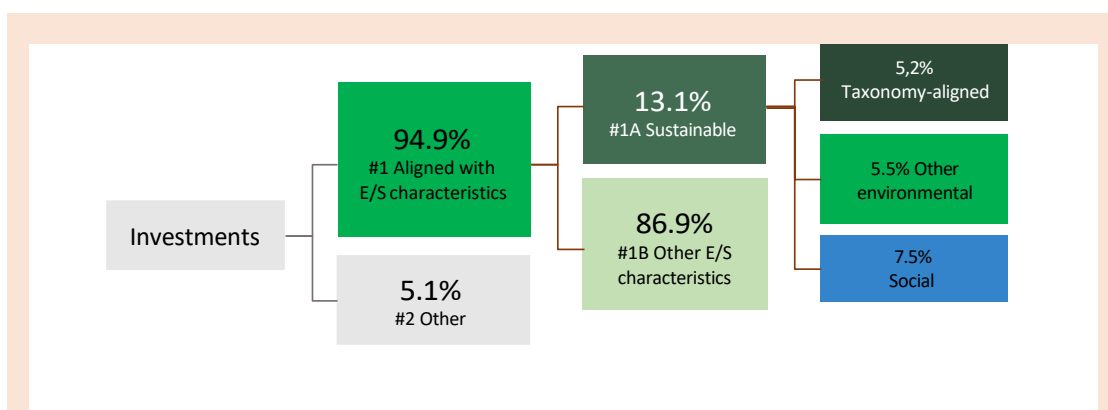 Investments
94.9%
#1 Aligned with
E/S characteristics
5.1%
#2 Other
13.1%
#1A Sustainable
86.9%
#1B Other E/S
characteristics
5,2%
Taxonomy-aligned
5.5% Other
environmental
7.5%
Social